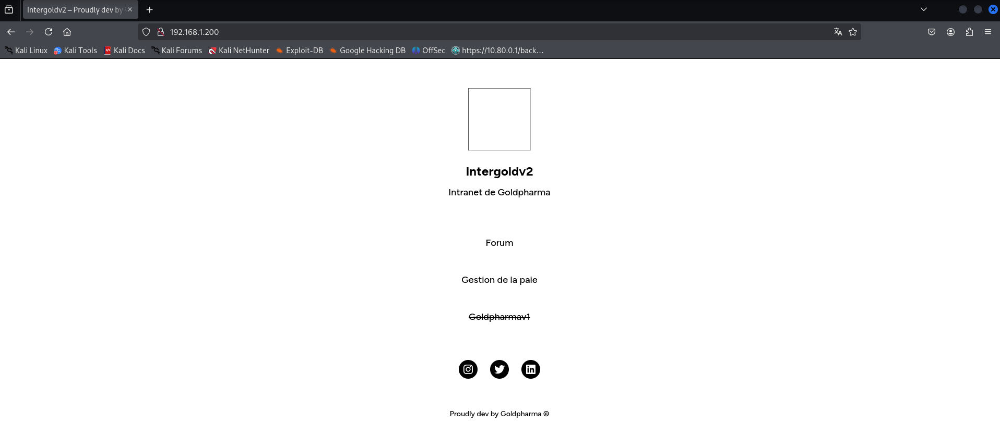 Intergoldv2 – Proudly dev by
192.168.1.200
Kali Linux Kali Tools Kali Docs Kali Forums Kali NetHunter Exploit-DB Google Hacking DB OffSec https://10.80.0.1/back…
Intergoldv2
Intranet de Goldpharma
Forum
Gestion de la paie
Goldpharmav1
Proudly dev by Goldpharma ©